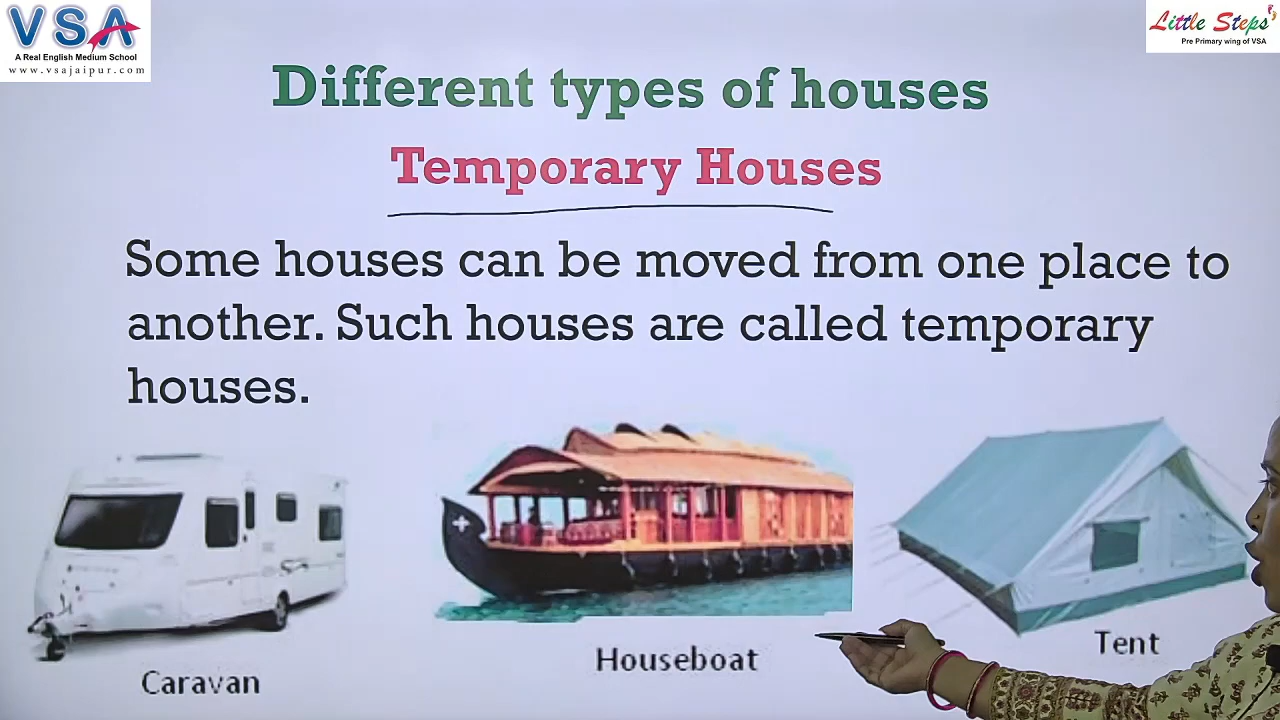 VSA
A Real English Medium School
www.vsajaipur.com
Little Steps
Pre Primary wing of VSA
Different types of houses
Temporary Houses
Some houses can be moved from one place to
another. Such houses are called temporary
houses.
Caravan
Houseboat
Tent